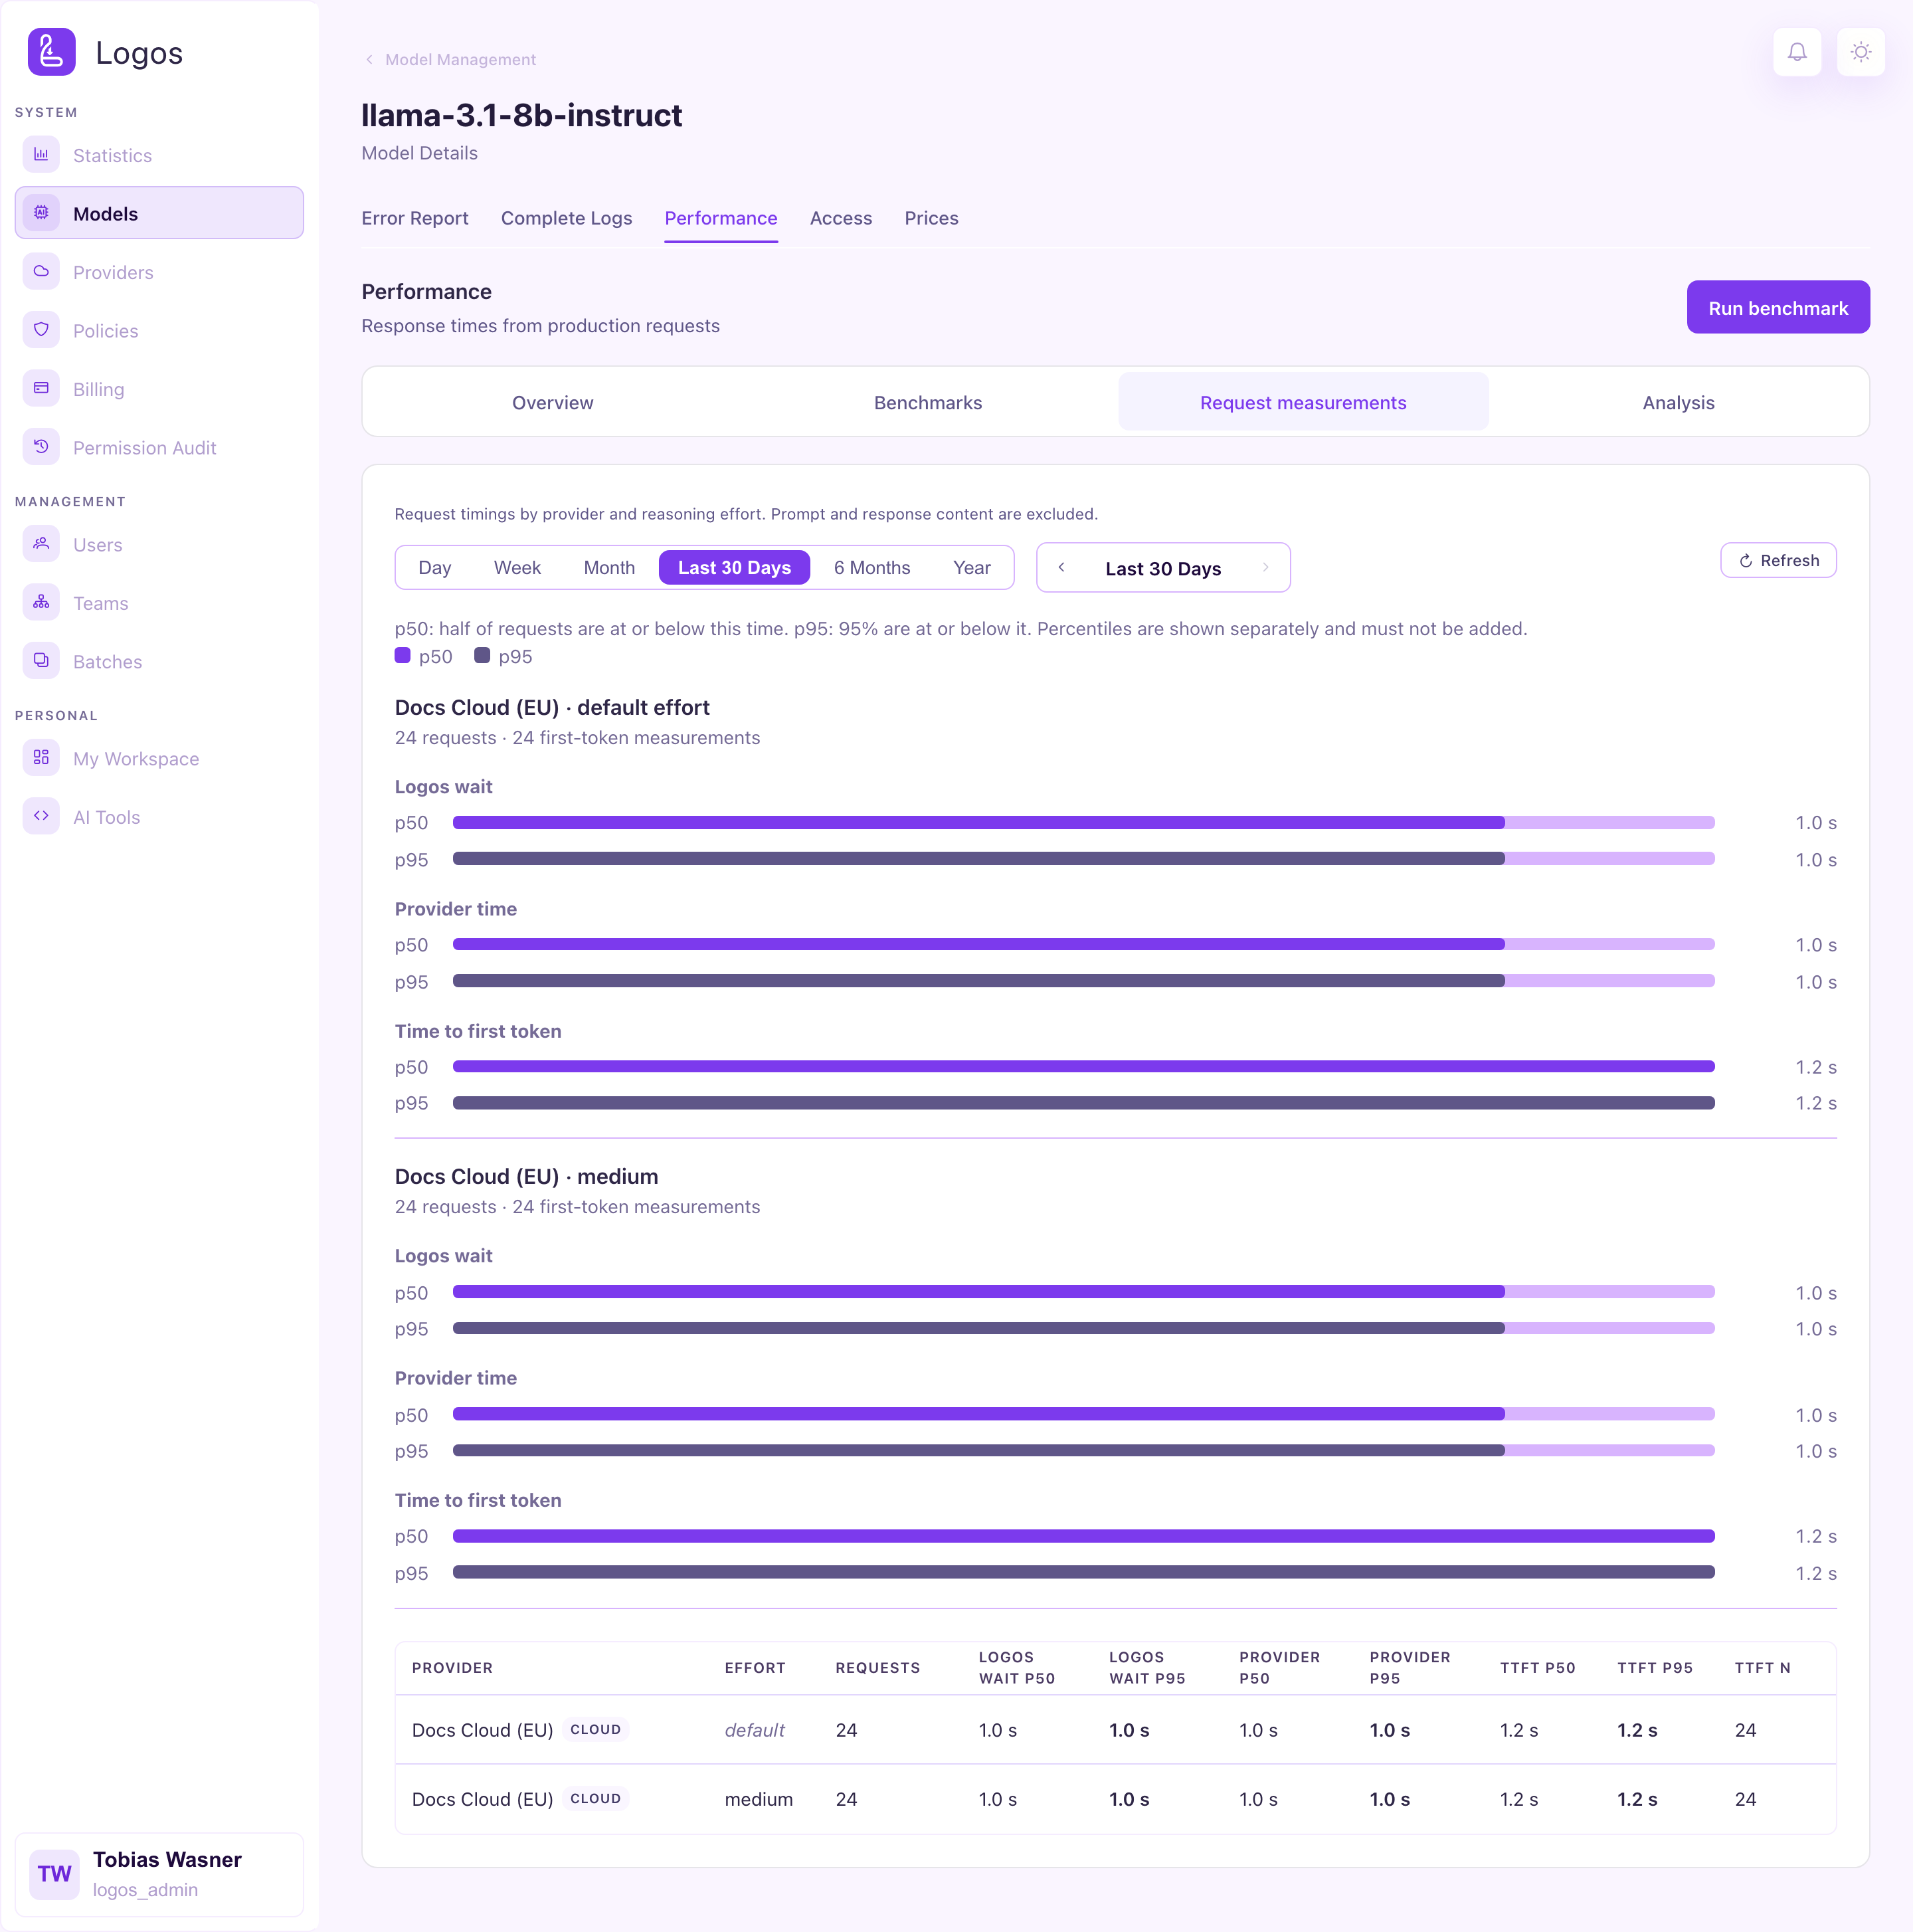 Logos
SYSTEM
Statistics
Models
Providers
Policies
Billing
Permission Audit
MANAGEMENT
Users
Teams
Batches
PERSONAL
My Workspace
AI Tools
TW
Tobias Wasner
logos_admin
Model Management
llama-3.1-8b-instruct
Model Details
Error Report Complete Logs Performance Access Prices
Performance
Response times from production requests
Run benchmark
Overview Benchmarks Request measurements Analysis
Request timings by provider and reasoning effort. Prompt and response content are excluded.
Day Week Month Last 30 Days 6 Months Year Last 30 Days Refresh
p50: half of requests are at or below this time. p95: 95% are at or below it. Percentiles are shown separately and must not be added.
p50 p95
Docs Cloud (EU) · default effort
24 requests · 24 first-token measurements
Logos wait
p50 1.0 s
p95 1.0 s
Provider time
p50 1.0 s
p95 1.0 s
Time to first token
p50 1.2 s
p95 1.2 s
Docs Cloud (EU) · medium
24 requests · 24 first-token measurements
Logos wait
p50 1.0 s
p95 1.0 s
Provider time
p50 1.0 s
p95 1.0 s
Time to first token
p50 1.2 s
p95 1.2 s
PROVIDER EFFORT REQUESTS LOGOS WAIT P50 LOGOS WAIT P95 PROVIDER P50 PROVIDER P95 TTFT P50 TTFT P95 TTFT N
Docs Cloud (EU) CLOUD default 24 1.0 s 1.0 s 1.0 s 1.0 s 1.2 s 1.2 s 24
Docs Cloud (EU) CLOUD medium 24 1.0 s 1.0 s 1.0 s 1.0 s 1.2 s 1.2 s 24